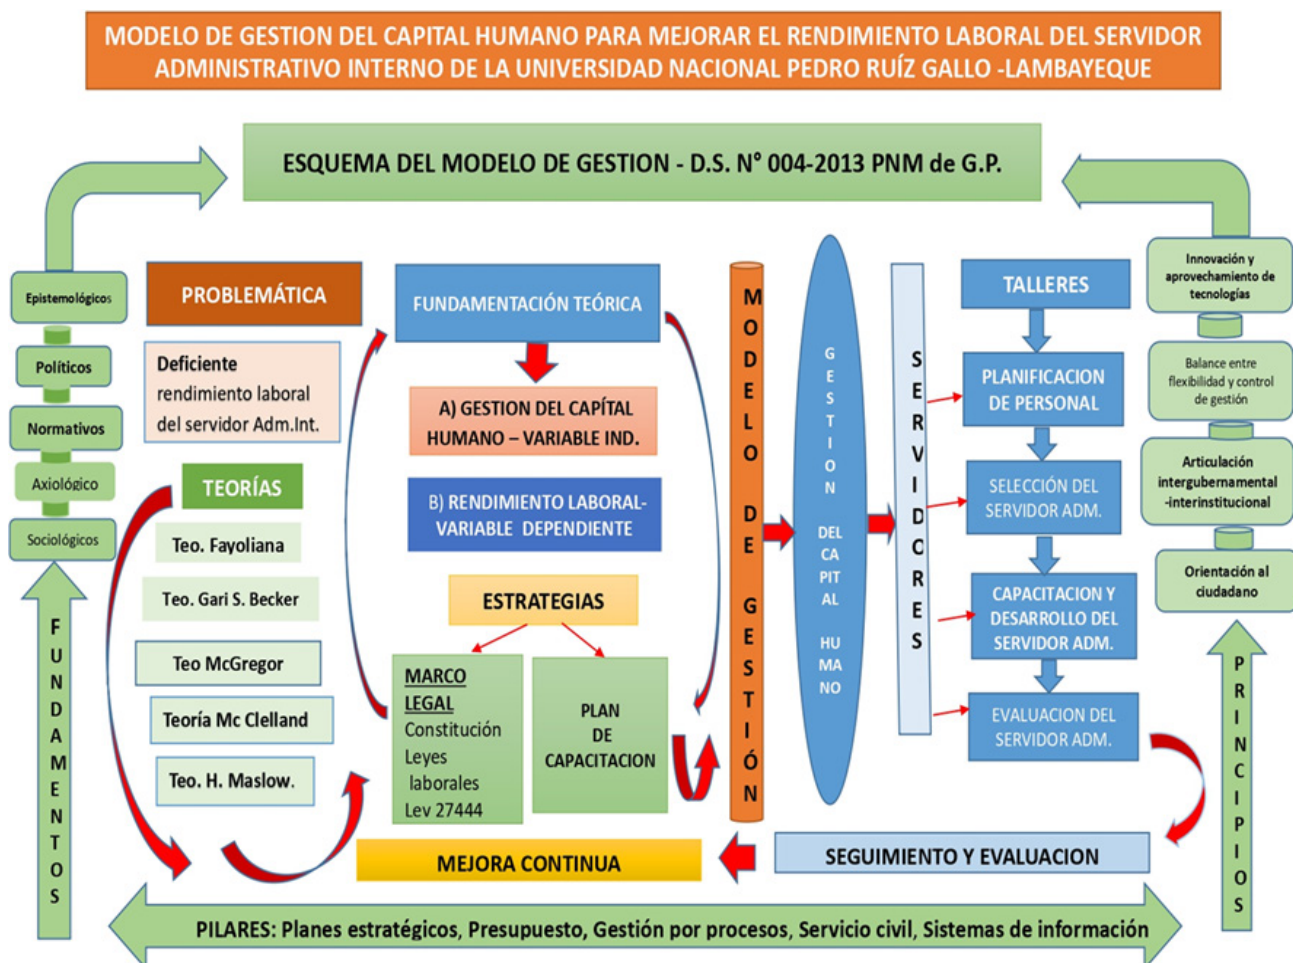 MODELO DE GESTION DEL CAPITAL HUMANO PARA MEJORAR EL RENDIMIENTO LABORAL DEL SERVIDOR
ADMINISTRATIVO INTERNO DE LA UNIVERSIDAD NACIONAL PEDRO RUÍZ GALLO -LAMBAYEQUE
ESQUEMA DEL MODELO DE GESTION - D.S. N° 004-2013 PNM de G.P.
Epistemológicos
Políticos
Normativos
Axiológico
Sociológicos
FUNDAMENTOS
PROBLEMÁTICA
Deficiente
rendimiento laboral
del servidor Adm.Int.
TEORÍAS
Teo. Fayoliana
Teo. Gari S. Becker
Teo McGregor
Teoría Mc Clelland
Teo. H. Maslow.
FUNDAMENTACIÓN TEÓRICA
A) GESTION DEL CAPÍTAL
HUMANO – VARIABLE IND.
B) RENDIMIENTO LABORAL-
VARIABLE DEPENDIENTE
ESTRATEGIAS
MARCO
LEGAL
Constitución
Leyes
laborales
Ley 27444
PLAN
DE
CAPACITACION
MODELO DE GESTIÓN
GESTION
DEL
CA
PIT
AL
HU
MA
NO
SERVIDORES
TALLERES
PLANIFICACION
DE PERSONAL
SELECCIÓN DEL
SERVIDOR ADM.
CAPACITACION Y
DESARROLLO DEL
SERVIDOR ADM.
EVALUACION DEL
SERVIDOR ADM.
Innovación y
aprovechamiento de
tecnologías
Balance entre
flexibilidad y control
de gestión
Articulación
intergubernamental
-interinstitucional
Orientación al
ciudadano
PRINCIPIOS
MEJORA CONTINUA
SEGUIMIENTO Y EVALUACION
PILARES: Planes estratégicos, Presupuesto, Gestión por procesos, Servicio civil, Sistemas de información